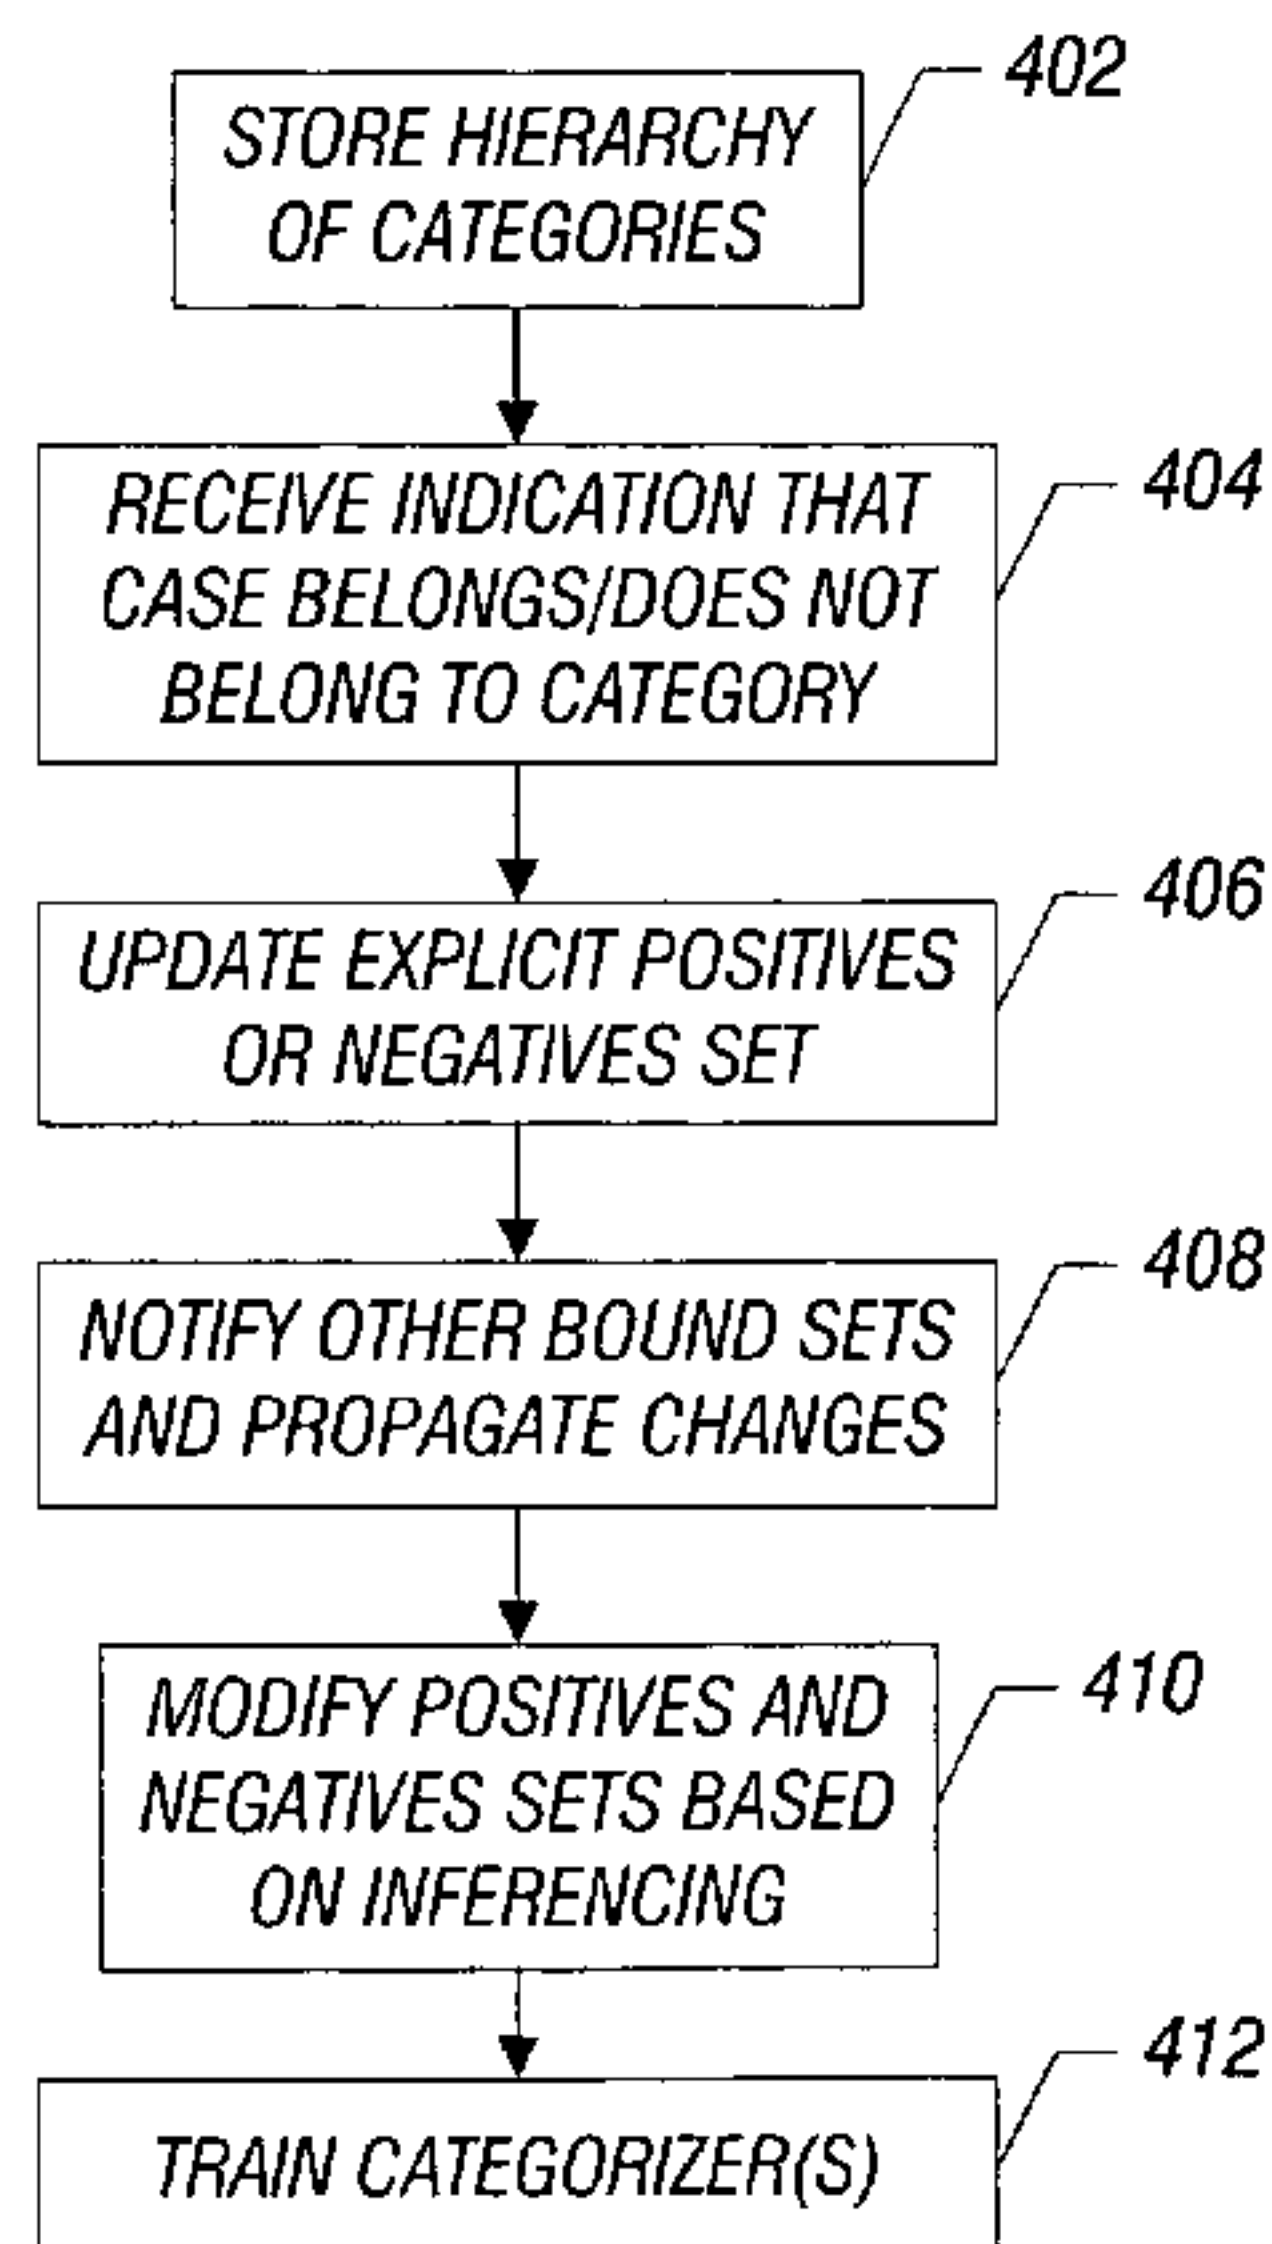 402
STORE HIERARCHY
OF CATEGORIES
404
RECEIVE INDICATION THAT
CASE BELONGS/DOES NOT
BELONG TO CATEGORY
406
UPDATE EXPLICIT POSITIVES
OR NEGATIVES SET
408
NOTIFY OTHER BOUND SETS
AND PROPAGATE CHANGES
410
MODIFY POSITIVES AND
NEGATIVES SETS BASED
ON INFERENCING
412
TRAIN CATEGORIZER(S)